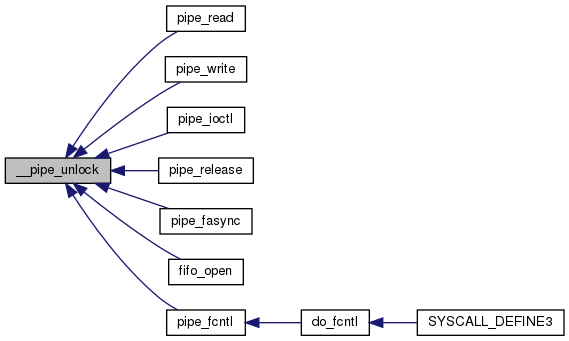 pipe_read
pipe_write
pipe_ioctl
__pipe_unlock
pipe_release
pipe_fasync
fifo_open
pipe_fcntl
do_fcntl
SYSCALL_DEFINE3